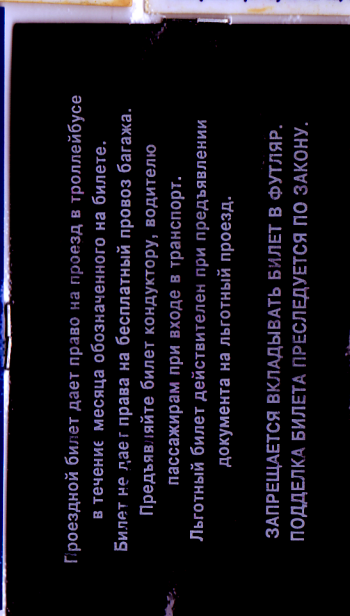 Проездной билет дает право на проезд в троллейбусе
в течение месяца обозначенного на билете.
Билет не дает права на бесплатный провоз багажа.
Предъявляйте билет кондуктору, водителю
пассажирам при входе в транспорт.
Льготный билет действителен при предъявлении
документа на льготный проезд.
ЗАПРЕЩАЕТСЯ ВКЛАДЫВАТЬ БИЛЕТ В ФУТЛЯР.
ПОДДЕЛКА БИЛЕТА ПРЕСЛЕДУЕТСЯ ПО ЗАКОНУ.